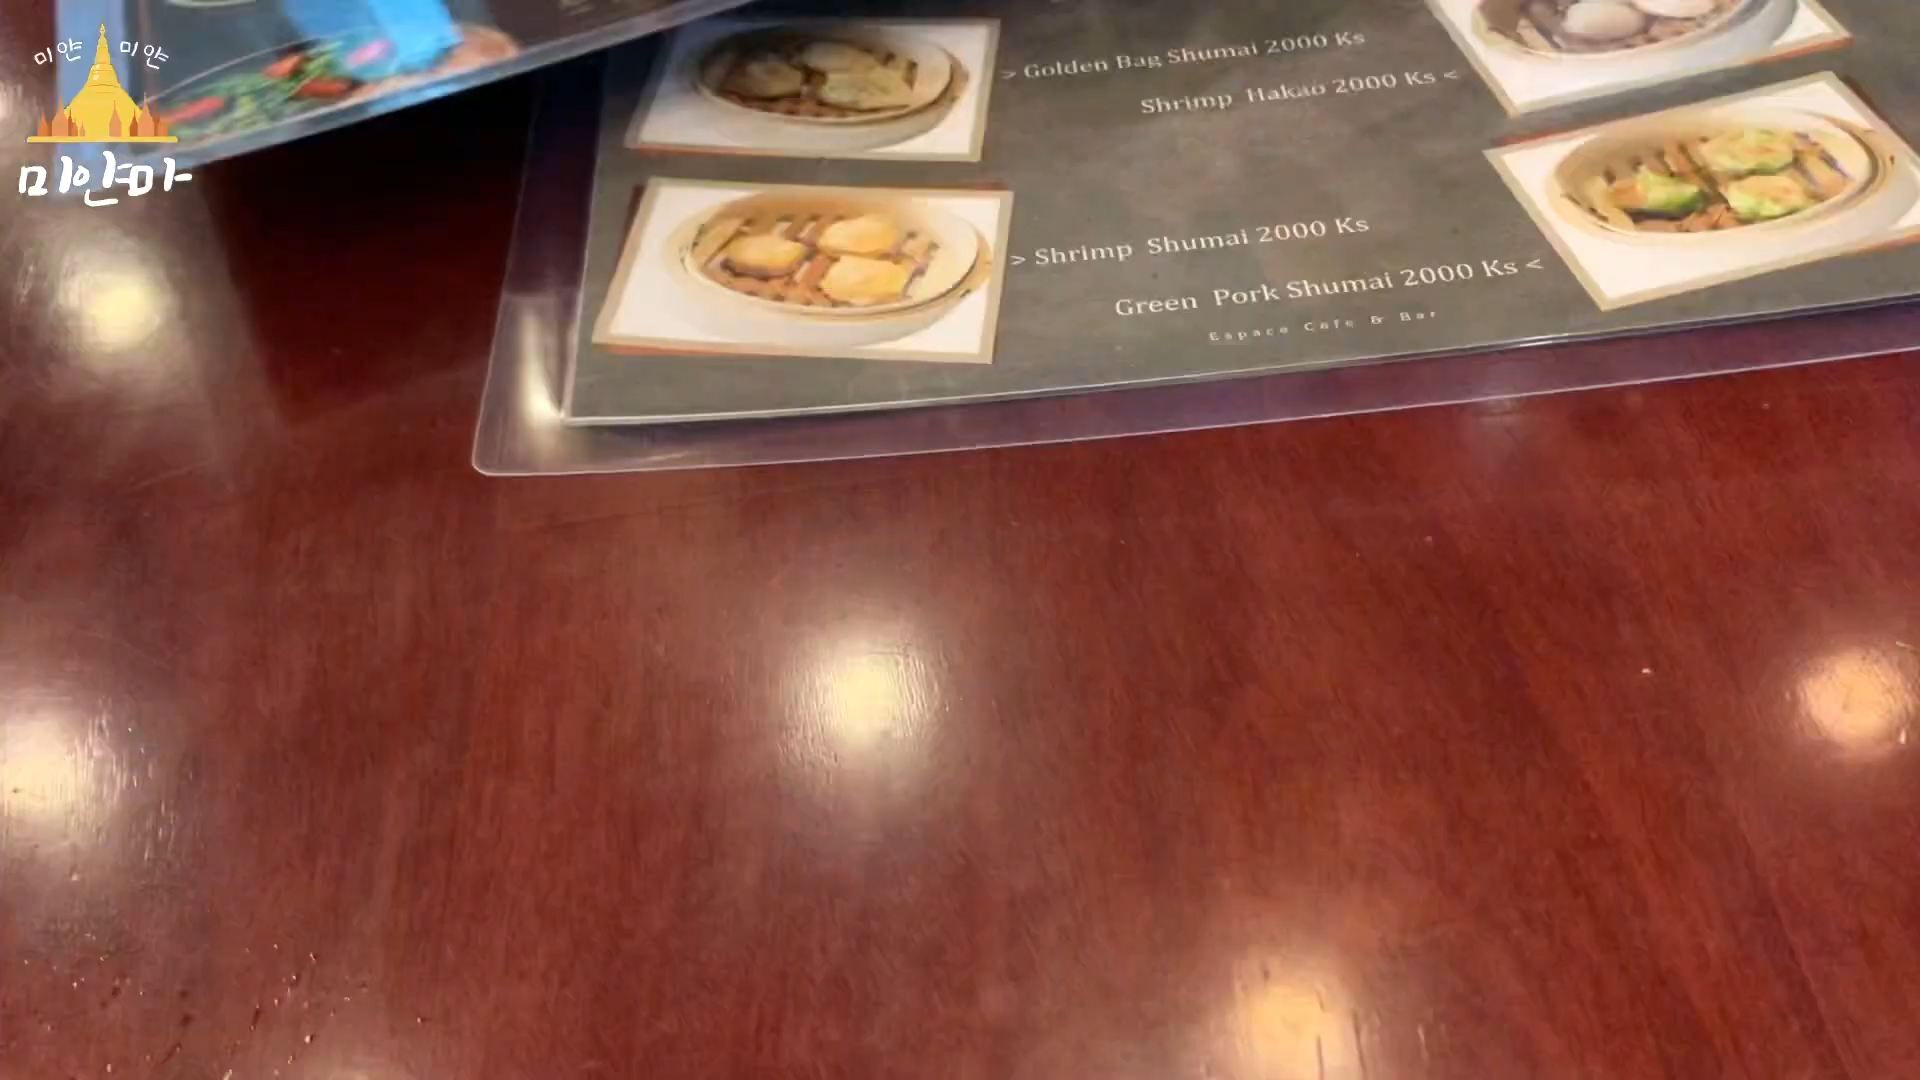 미얀 미얀
미얀마
> Golden Bag Shumai 2000 Ks
Shrimp Hakao 2000 Ks <
> Shrimp Shumai 2000 Ks
Green Pork Shumai 2000 Ks <
Espace Cafe & Bar